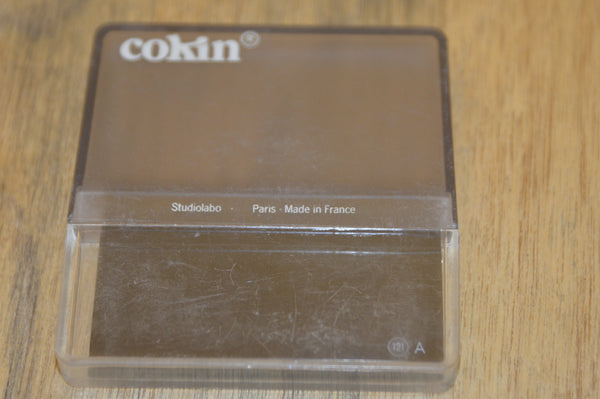 cokin®
Studiolabo · Paris · Made in France
121 A